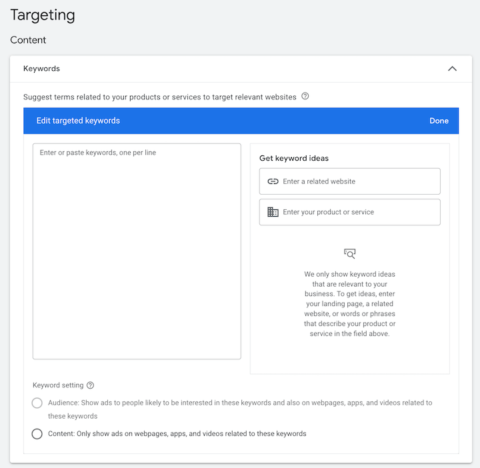 Targeting
Content
Keywords
Suggest terms related to your products or services to target relevant websites
Edit targeted keywords
Done
Enter or paste keywords, one per line
Get keyword ideas
Enter a related website
Enter your product or service
We only show keyword ideas
that are relevant to your
business. To get ideas, enter
your landing page, a related
website, or words or phrases
that describe your product or
service in the field above.
Keyword setting
Audience: Show ads to people likely to be interested in these keywords and also on webpages, apps, and videos related to
these keywords
Content: Only show ads on webpages, apps, and videos related to these keywords